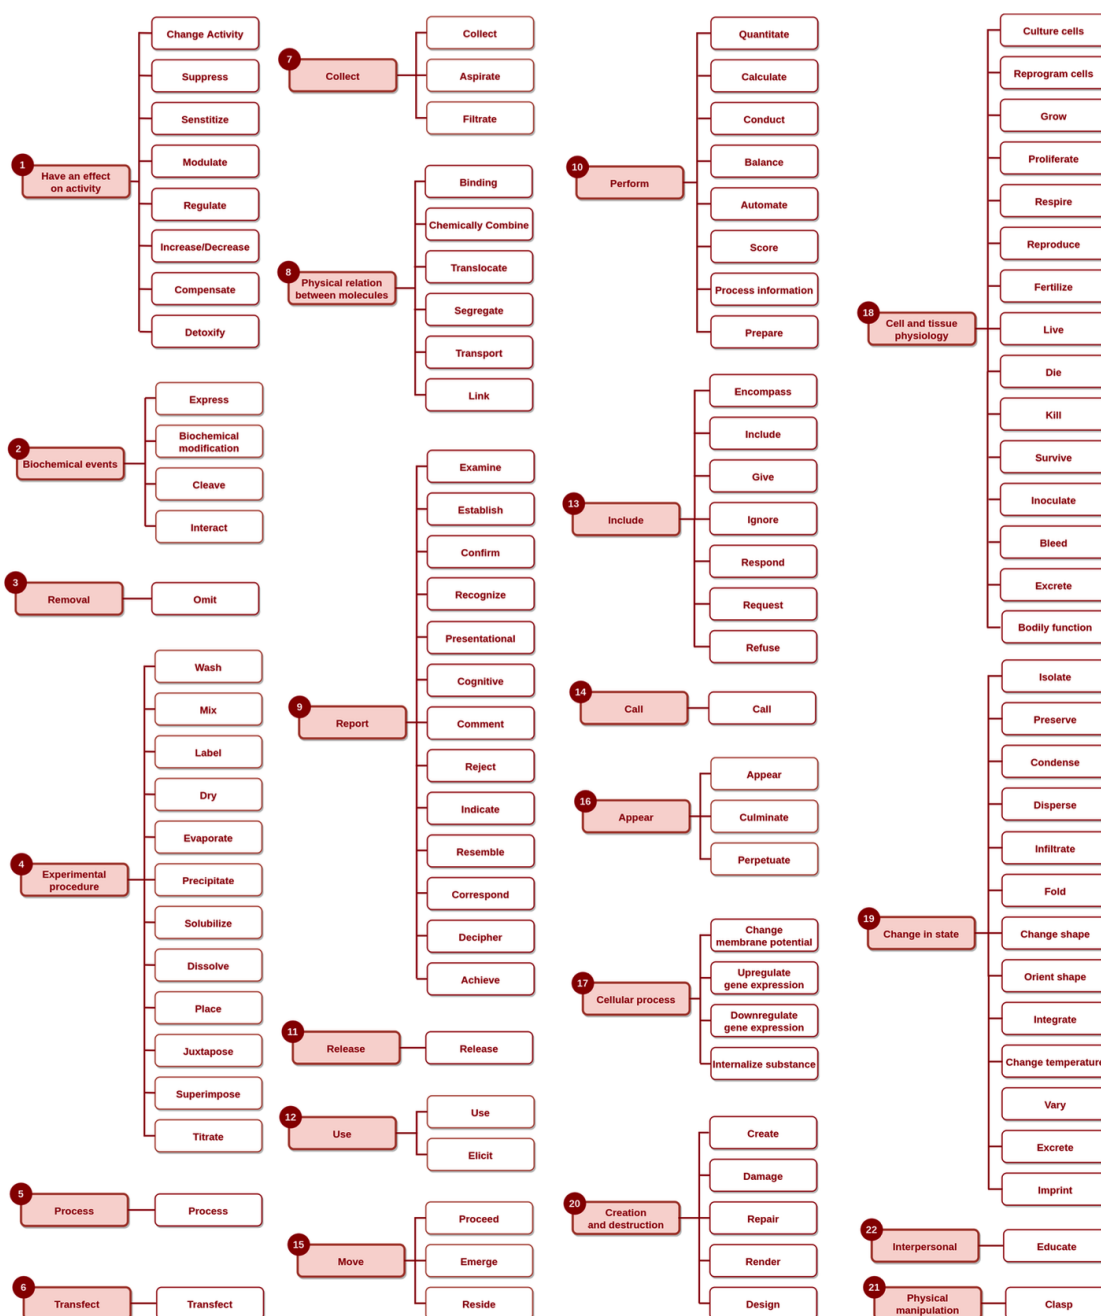 1
Have an effect
on activity
Change Activity
Suppress
Senstitize
Modulate
Regulate
Increase/Decrease
Compensate
Detoxify
2
Biochemical events
Express
Biochemical
modification
Cleave
Interact
3
Removal
Omit
4
Experimental
procedure
Wash
Mix
Label
Dry
Evaporate
Precipitate
Solubilize
Dissolve
Place
Juxtapose
Superimpose
Titrate
5
Process
Process
6
Transfect
Transfect
7
Collect
Collect
Aspirate
Filtrate
8
Physical relation
between molecules
Binding
Chemically Combine
Translocate
Segregate
Transport
Link
9
Report
Examine
Establish
Confirm
Recognize
Presentational
Cognitive
Comment
Reject
Indicate
Resemble
Correspond
Decipher
Achieve
11
Release
Release
12
Use
Use
Elicit
15
Move
Proceed
Emerge
Reside
10
Perform
Quantitate
Calculate
Conduct
Balance
Automate
Score
Process information
Prepare
13
Include
Encompass
Include
Give
Ignore
Respond
Request
Refuse
14
Call
Call
16
Appear
Appear
Culminate
Perpetuate
17
Cellular process
Change
membrane potential
Upregulate
gene expression
Downregulate
gene expression
Internalize substance
20
Creation
and destruction
Create
Damage
Repair
Render
Design
18
Cell and tissue
physiology
Culture cells
Reprogram cells
Grow
Proliferate
Respire
Reproduce
Fertilize
Live
Die
Kill
Survive
Inoculate
Bleed
Excrete
Bodily function
19
Change in state
Isolate
Preserve
Condense
Disperse
Infiltrate
Fold
Change shape
Orient shape
Integrate
Change temperature
Vary
Excrete
Imprint
22
Interpersonal
Educate
21
Physical
manipulation
Clasp